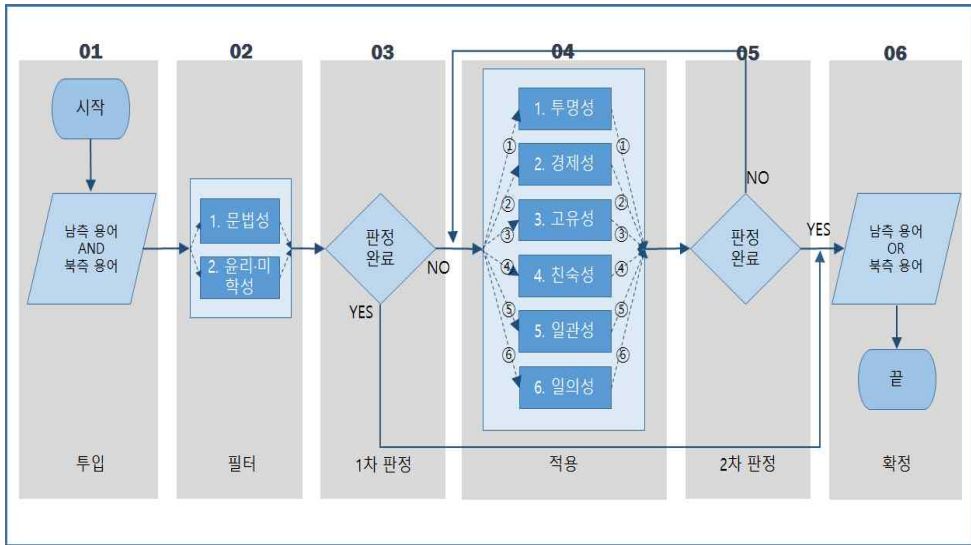 01
02
03
04
05
06
시작
남측 용어
AND
북측 용어
투입
1. 문법성
2. 윤리·미
학성
필터
판정
완료
NO
YES
1차 판정
1. 투명성
2. 경제성
3. 고유성
4. 친숙성
5. 일관성
6. 일의성
①
②
③
④
⑤
⑥
①
②
③
④
⑤
⑥
적용
판정
완료
NO
YES
2차 판정
남측 용어
OR
북측 용어
끝
확정